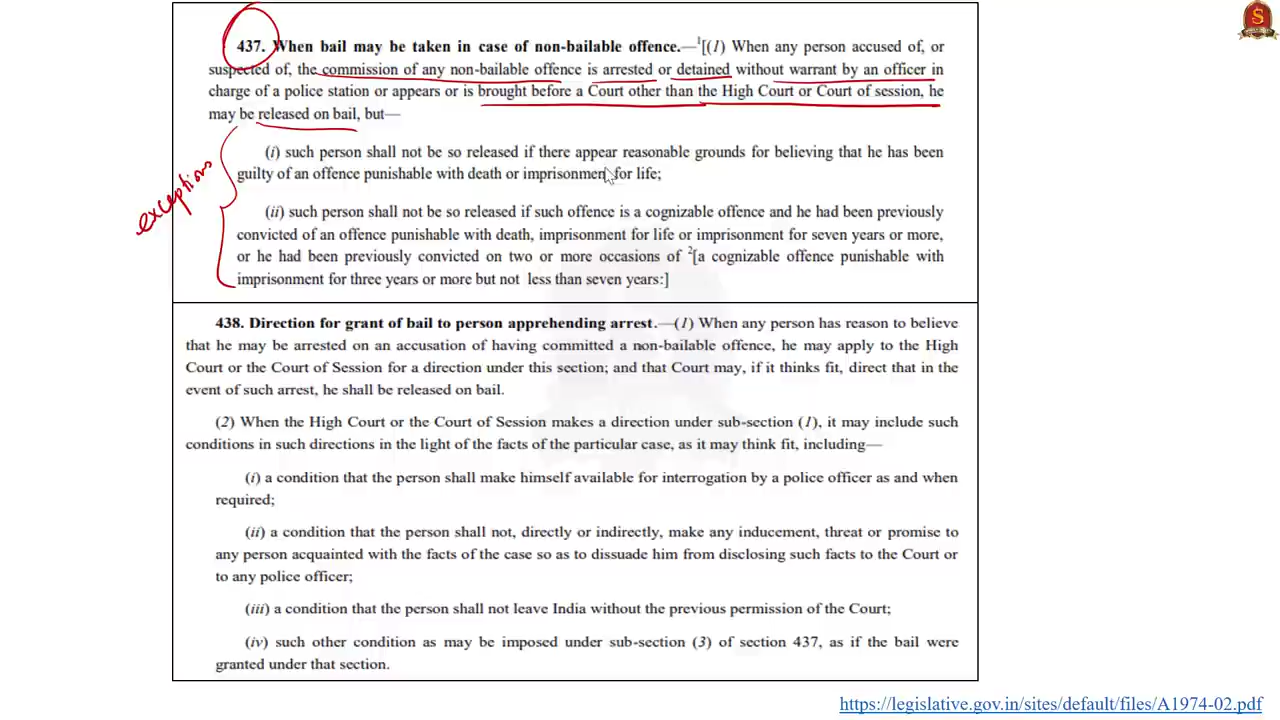 437. When bail may be taken in case of non-bailable offence.—1[(1) When any person accused of, or
suspected of, the commission of any non-bailable offence is arrested or detained without warrant by an officer in
charge of a police station or appears or is brought before a Court other than the High Court or Court of session, he
may be released on bail, but—
exceptions
(i) such person shall not be so released if there appear reasonable grounds for believing that he has been
guilty of an offence punishable with death or imprisonment for life;
(ii) such person shall not be so released if such offence is a cognizable offence and he had been previously
convicted of an offence punishable with death, imprisonment for life or imprisonment for seven years or more,
or he had been previously convicted on two or more occasions of 2[a cognizable offence punishable with
imprisonment for three years or more but not less than seven years:]
438. Direction for grant of bail to person apprehending arrest.—(1) When any person has reason to believe
that he may be arrested on an accusation of having committed a non-bailable offence, he may apply to the High
Court or the Court of Session for a direction under this section; and that Court may, if it thinks fit, direct that in the
event of such arrest, he shall be released on bail.
(2) When the High Court or the Court of Session makes a direction under sub-section (1), it may include such
conditions in such directions in the light of the facts of the particular case, as it may think fit, including—
(i) a condition that the person shall make himself available for interrogation by a police officer as and when
required;
(ii) a condition that the person shall not, directly or indirectly, make any inducement, threat or promise to
any person acquainted with the facts of the case so as to dissuade him from disclosing such facts to the Court or
to any police officer;
(iii) a condition that the person shall not leave India without the previous permission of the Court;
(iv) such other condition as may be imposed under sub-section (3) of section 437, as if the bail were
granted under that section.
https://legislative.gov.in/sites/default/files/A1974-02.pdf